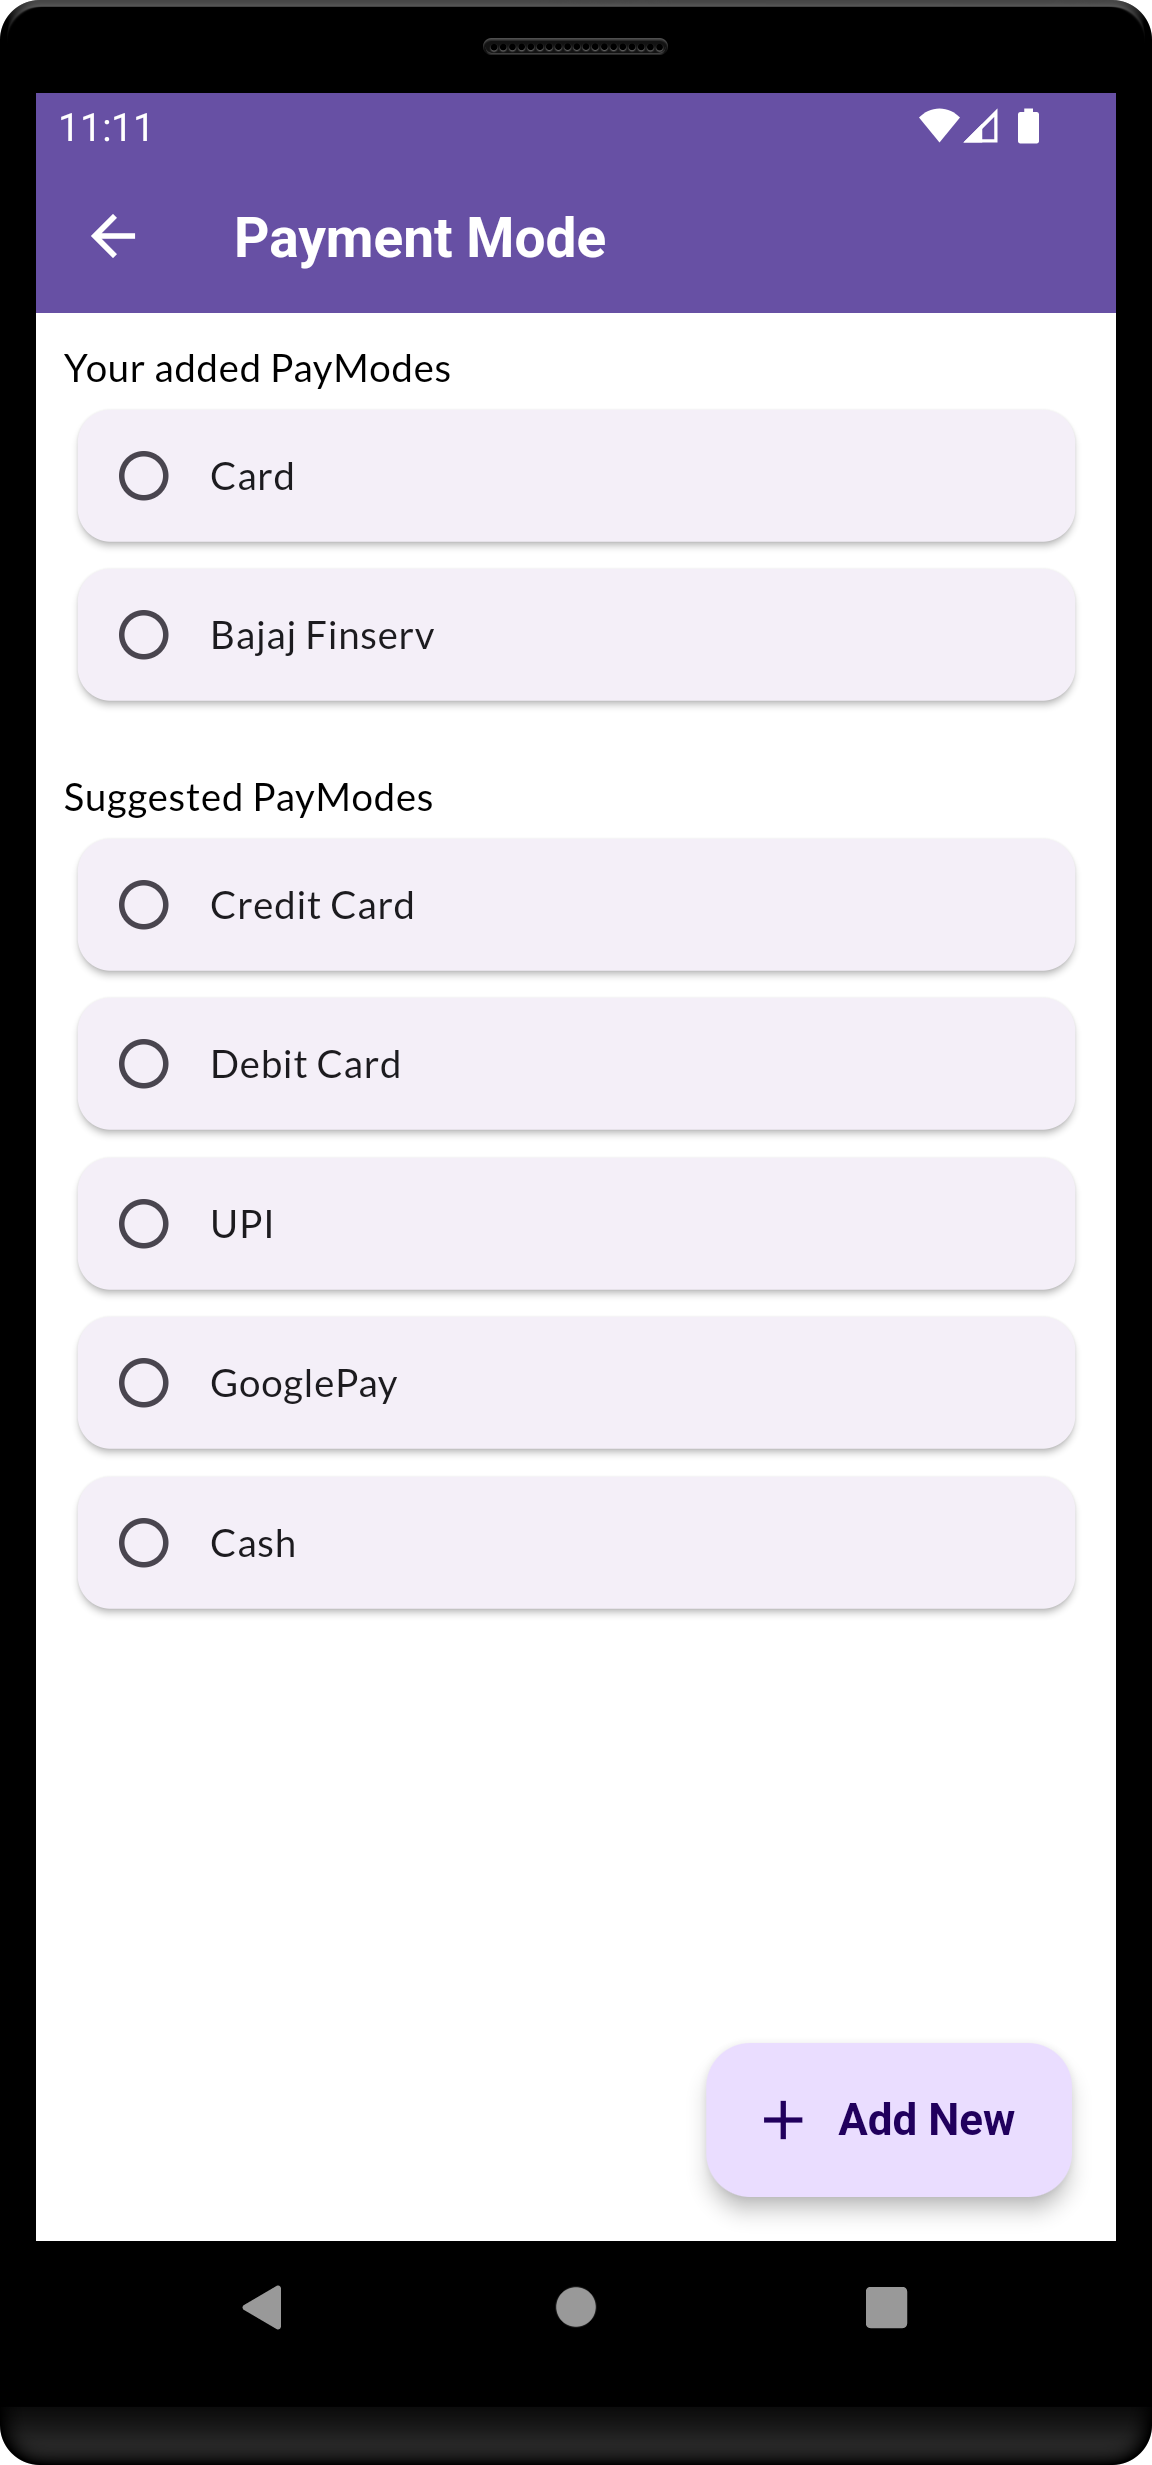 11:11
Payment Mode
Your added PayModes
Card
Bajaj Finserv
Suggested PayModes
Credit Card
Debit Card
UPI
GooglePay
Cash
Add New